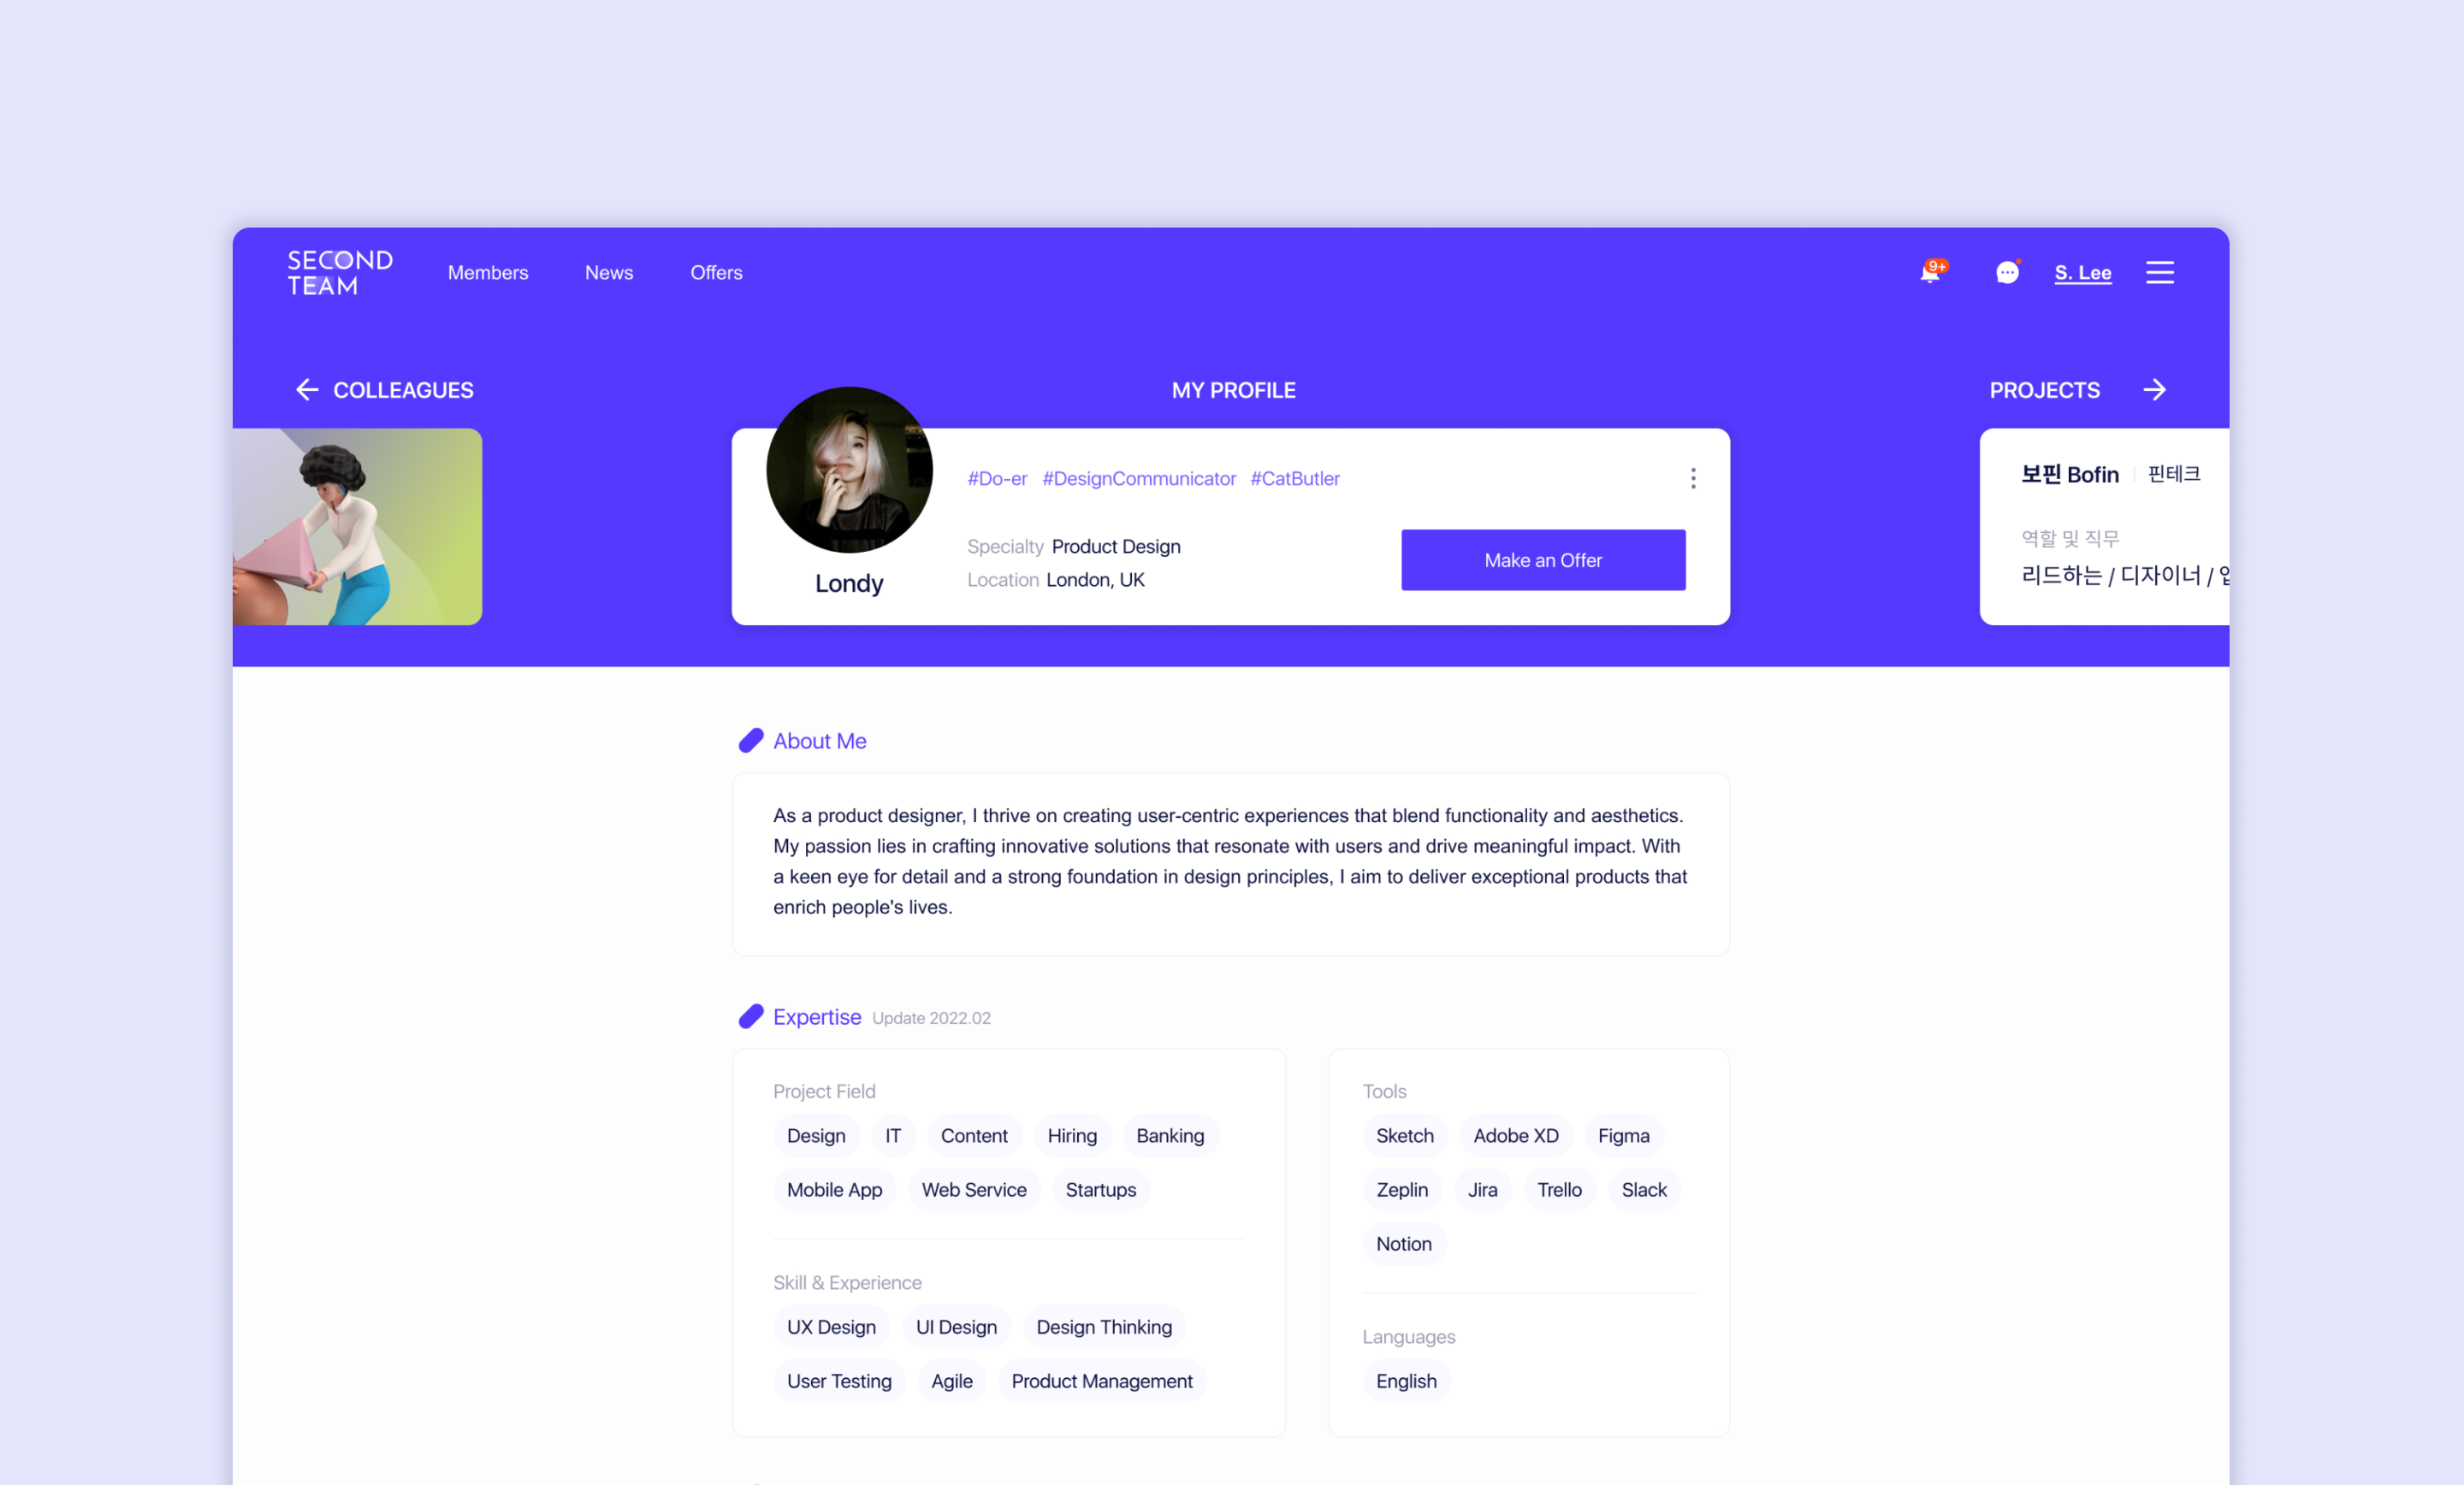 SECOND
TEAM
Members
News
Offers
9+
S. Lee
COLLEAGUES
MY PROFILE
PROJECTS
#Do-er #DesignCommunicator #CatButler
Specialty Product Design
Location London, UK
Londy
Make an Offer
보핀 Bofin
핀테크
역할 및 직무
리드하는 / 디자이너 /
About Me
As a product designer, I thrive on creating user-centric experiences that blend functionality and aesthetics.
My passion lies in crafting innovative solutions that resonate with users and drive meaningful impact. With
a keen eye for detail and a strong foundation in design principles, I aim to deliver exceptional products that
enrich people's lives.
Expertise Update 2022.02
Project Field
Design IT Content Hiring Banking
Mobile App Web Service Startups
Skill & Experience
UX Design UI Design Design Thinking
User Testing Agile Product Management
Tools
Sketch Adobe XD Figma
Zeplin Jira Trello Slack
Notion
Languages
English